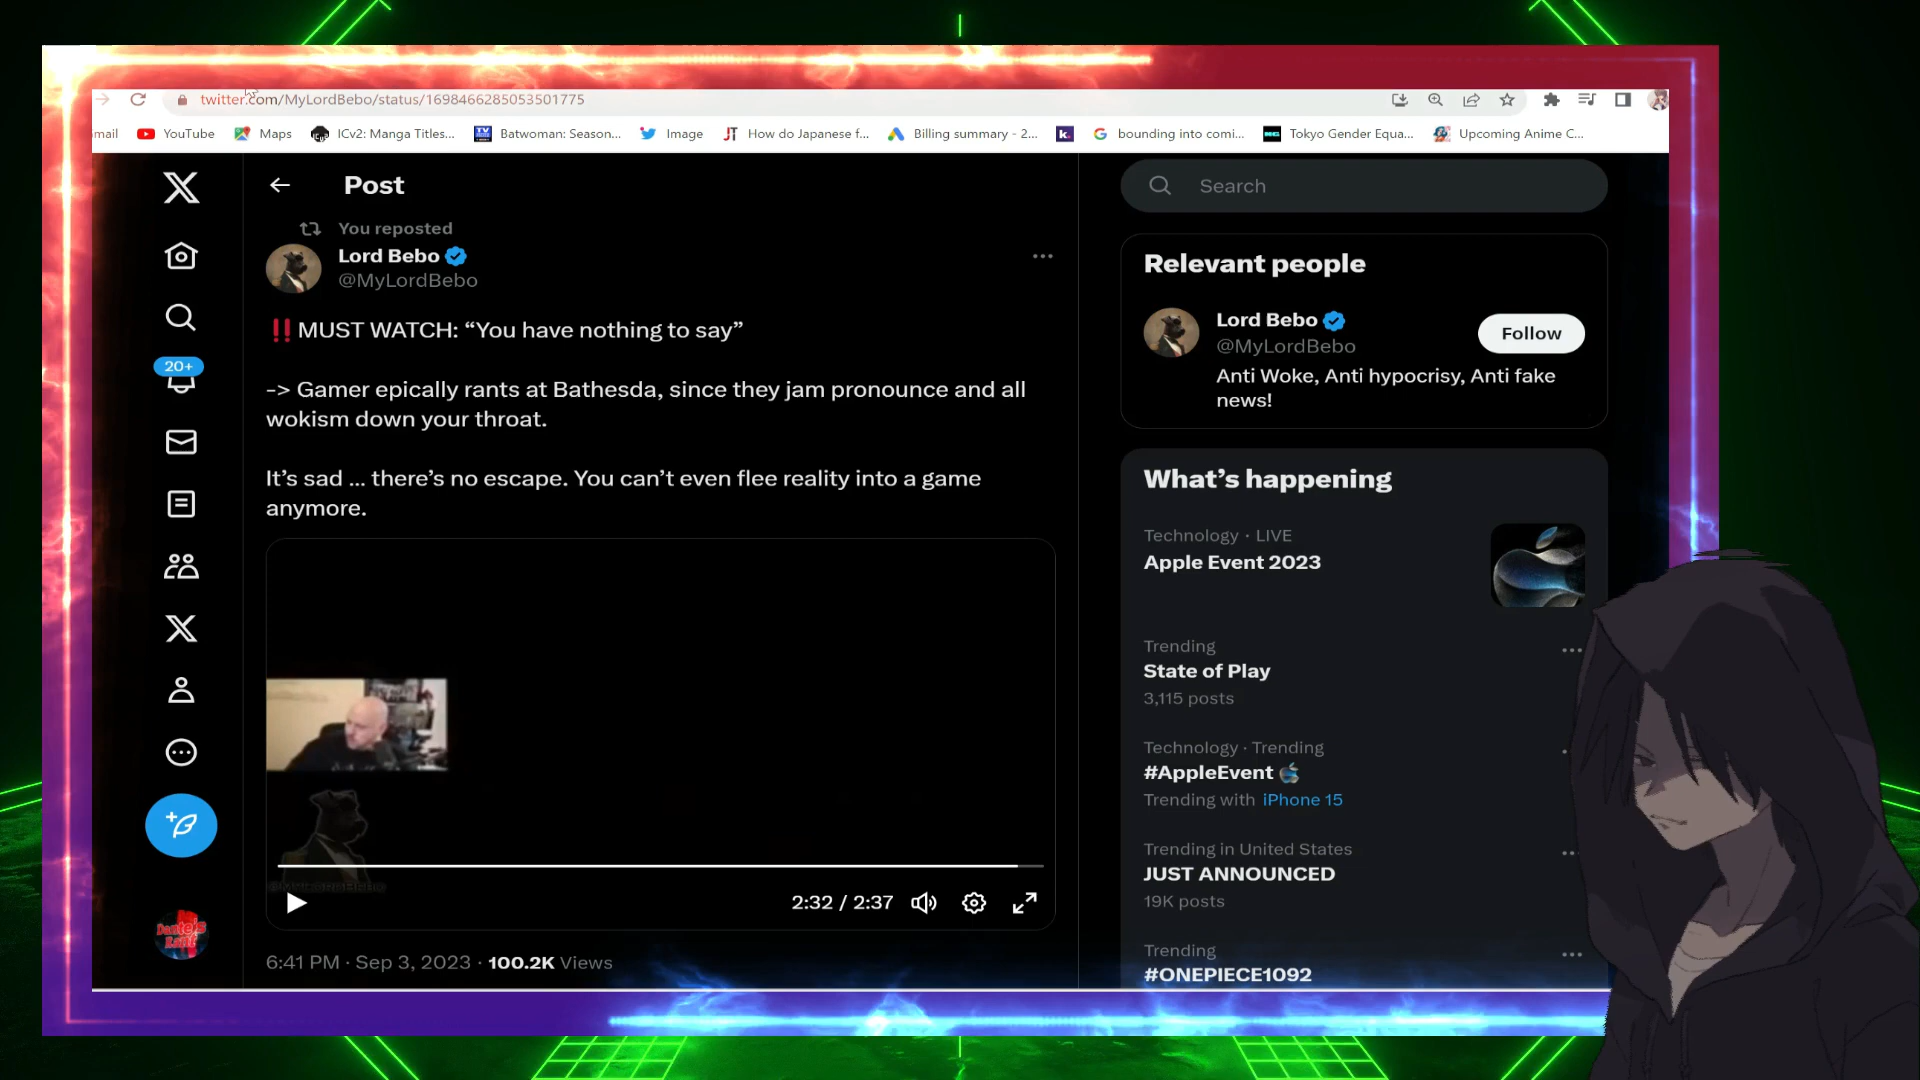 twitter.com/MyLordBebo/status/1698466285053501775
mail YouTube Maps ICv2: Manga Titles... Batwoman: Season... Image How do Japanese f... Billing summary - 2... bounding into comi... Tokyo Gender Equa... Upcoming Anime C...
Post
You reposted
Lord Bebo
@MyLordBebo
‼️MUST WATCH: “You have nothing to say”
-> Gamer epically rants at Bathesda, since they jam pronounce and all
wokism down your throat.
It’s sad ... there’s no escape. You can’t even flee reality into a game
anymore.
2:32 / 2:37
6:41 PM · Sep 3, 2023 · 100.2K Views
20+
Dante's
Search
Relevant people
Lord Bebo
@MyLordBebo
Follow
Anti Woke, Anti hypocrisy, Anti fake
news!
What’s happening
Technology · LIVE
Apple Event 2023
Trending
State of Play
3,115 posts
Technology · Trending
#AppleEvent
Trending with iPhone 15
Trending in United States
JUST ANNOUNCED
19K posts
Trending
#ONEPIECE1092